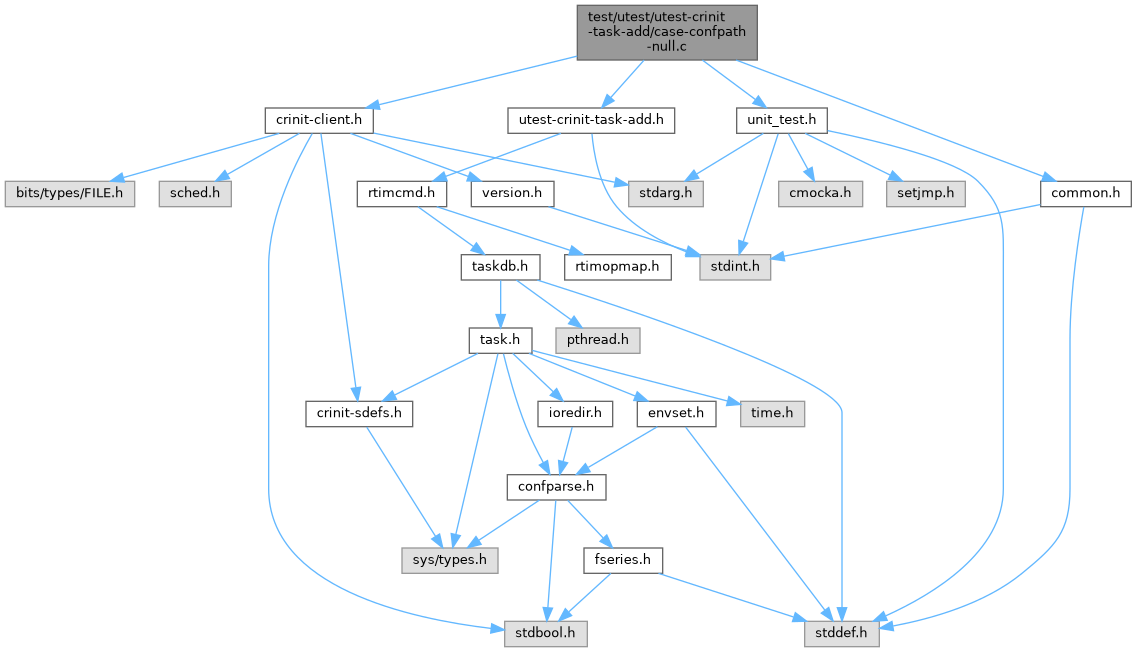 test/utest/utest-crinit
-task-add/case-confpath
-null.c
crinit-client.h
utest-crinit-task-add.h
unit_test.h
bits/types/FILE.h
sched.h
rtimcmd.h
version.h
stdarg.h
cmocka.h
setjmp.h
common.h
taskdb.h
rtimopmap.h
stdint.h
task.h
pthread.h
crinit-sdefs.h
ioredir.h
envset.h
time.h
confparse.h
sys/types.h
fseries.h
stdbool.h
stddef.h